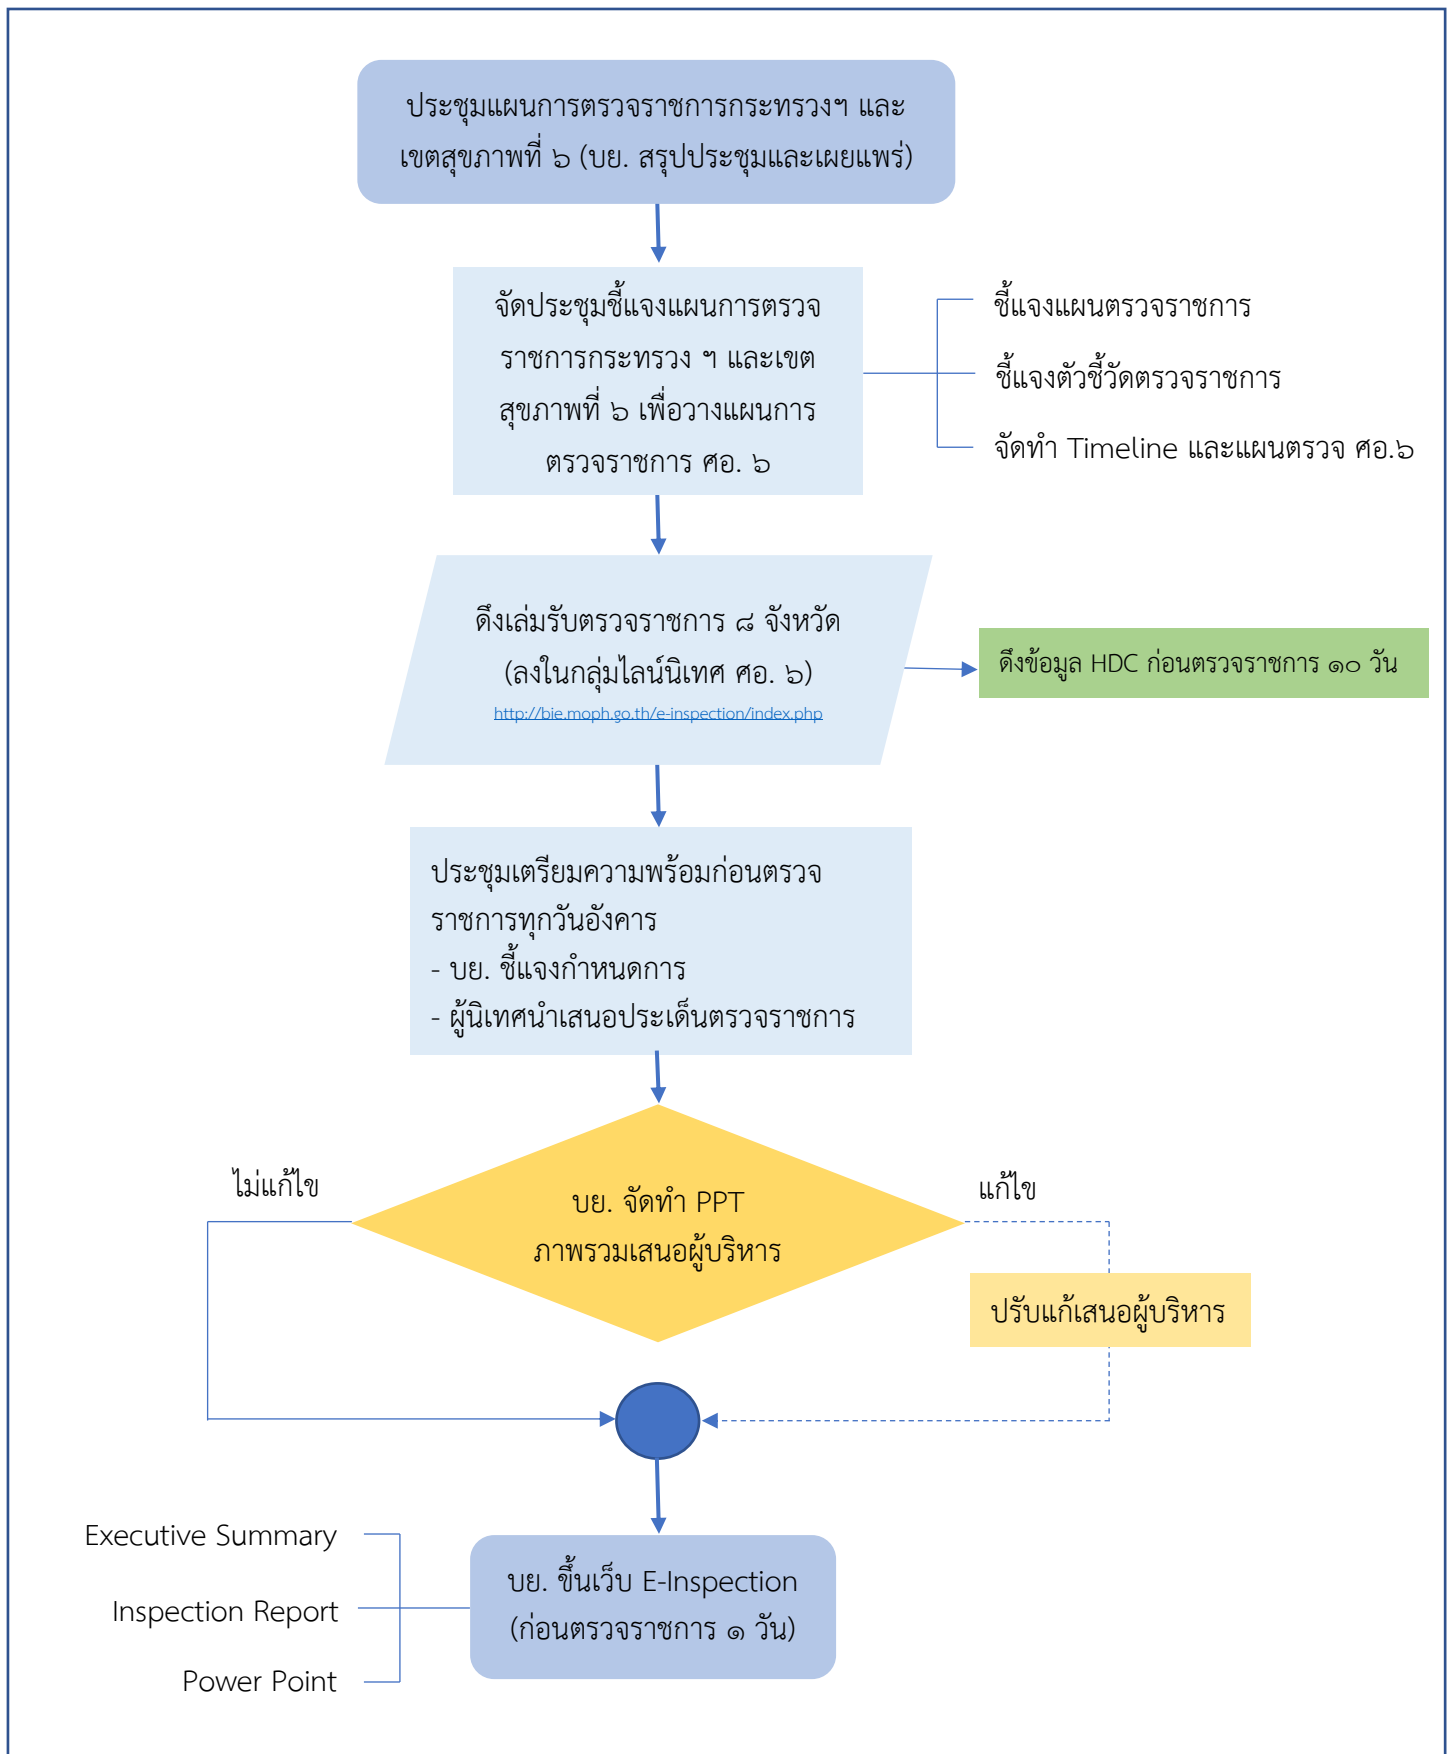 ประชุมแผนการตรวจราชการกระทรวงฯ และ
เขตสุขภาพที่ ๖ (บย. สรุปประชุมและเผยแพร่)
จัดประชุมชี้แจงแผนการตรวจ
ราชการกระทรวง ฯ และเขต
สุขภาพที่ ๖ เพื่อวางแผนการ
ตรวจราชการ ศอ. ๖
ชี้แจงแผนตรวจราชการ
ชี้แจงตัวชี้วัดตรวจราชการ
จัดทำ Timeline และแผนตรวจ ศอ.๖
ดึงเล่มรับตรวจราชการ ๘ จังหวัด
(ลงในกลุ่มไลน์นิเทศ ศอ. ๖)
http://bie.moph.go.th/e-inspection/index.php
ดึงข้อมูล HDC ก่อนตรวจราชการ ๑๐ วัน
ประชุมเตรียมความพร้อมก่อนตรวจ
ราชการทุกวันอังคาร
- บย. ชี้แจงกำหนดการ
- ผู้นิเทศนำเสนอประเด็นตรวจราชการ
ไม่แก้ไข
แก้ไข
บย. จัดทำ PPT
ภาพรวมเสนอผู้บริหาร
ปรับแก้เสนอผู้บริหาร
Executive Summary
Inspection Report
Power Point
บย. ขึ้นเว็บ E-Inspection
(ก่อนตรวจราชการ ๑ วัน)